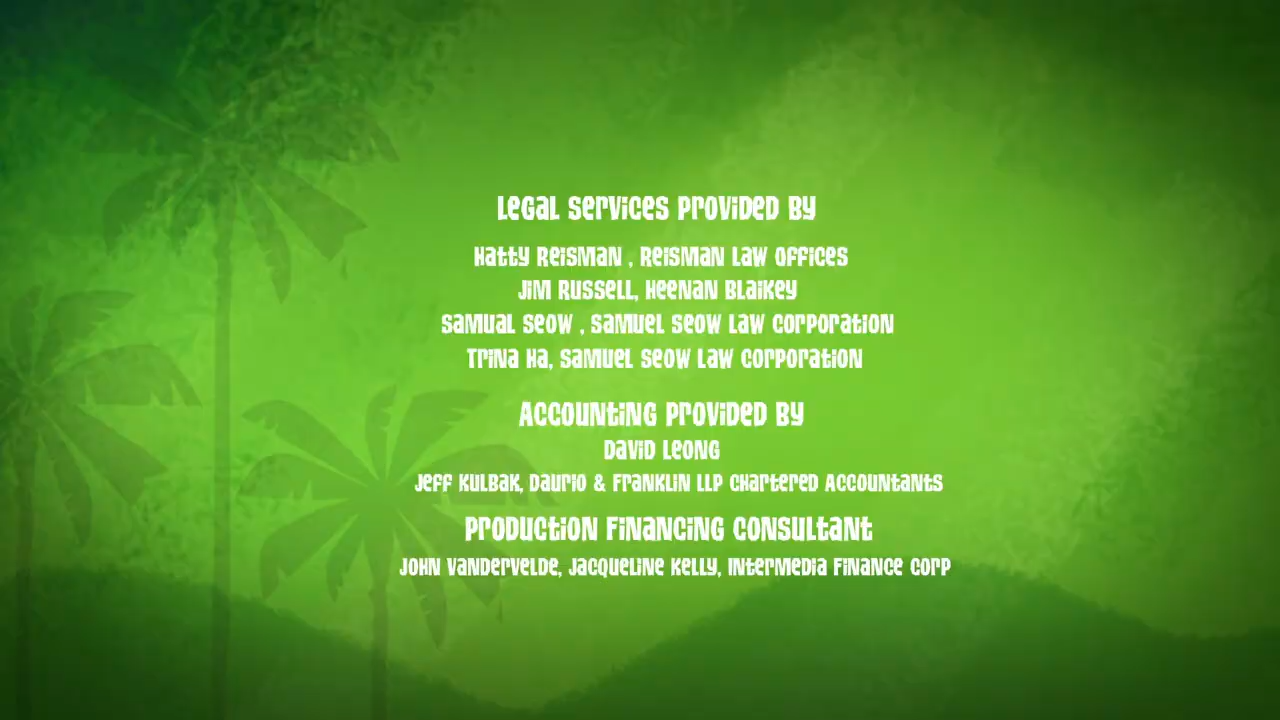 Legal Services Provided By
Hatty Reisman , Reisman Law Offices
Jim Russell, Heenan Blaikey
Samual Seow , Samuel Seow Law Corporation
Trina Ha, Samuel Seow Law Corporation
Accounting Provided By
David Leong
Jeff Kulbak, Daurio & Franklin LLP Chartered Accountants
Production Financing Consultant
John Vandervelde, Jacqueline Kelly, Intermedia Finance Corp